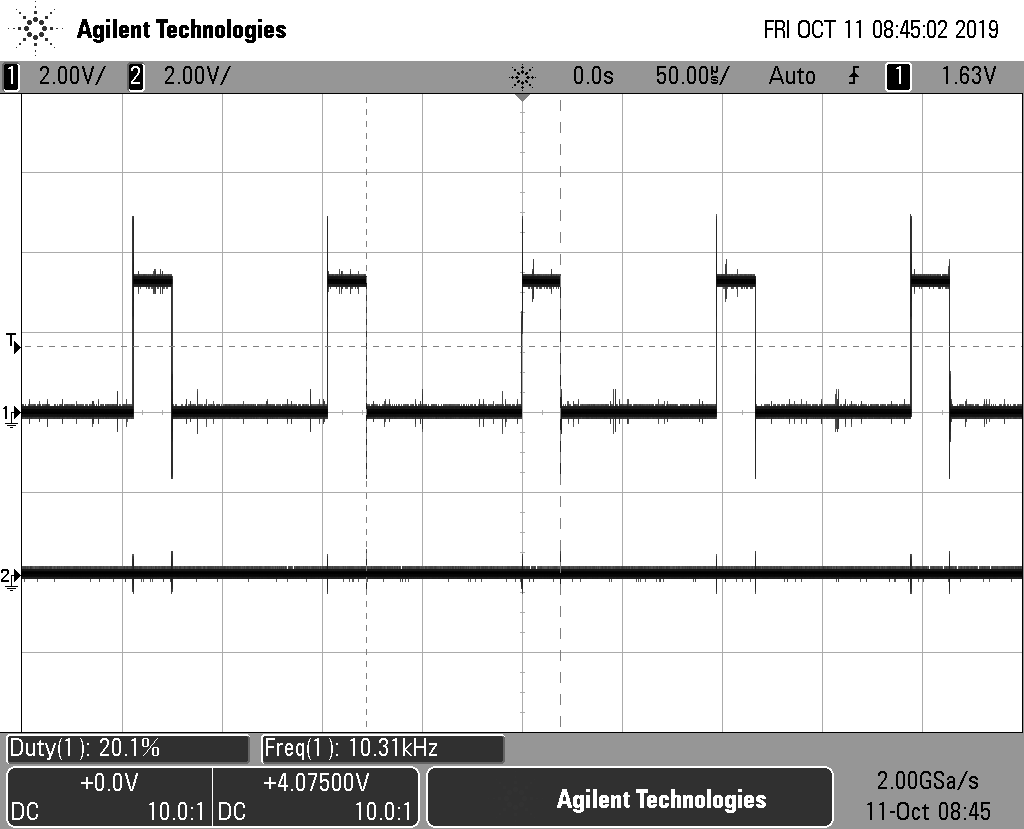 Agilent Technologies
FRI OCT 11 08:45:02 2019
1 2.00V/ 2 2.00V/ 0.0s 50.00µs/ Auto 1 1.63V
T
1
2
Duty(1): 20.1% Freq(1): 10.31kHz
+0.0V +4.07500V
DC 10.0:1 DC 10.0:1
Agilent Technologies
2.00GSa/s
11-Oct 08:45